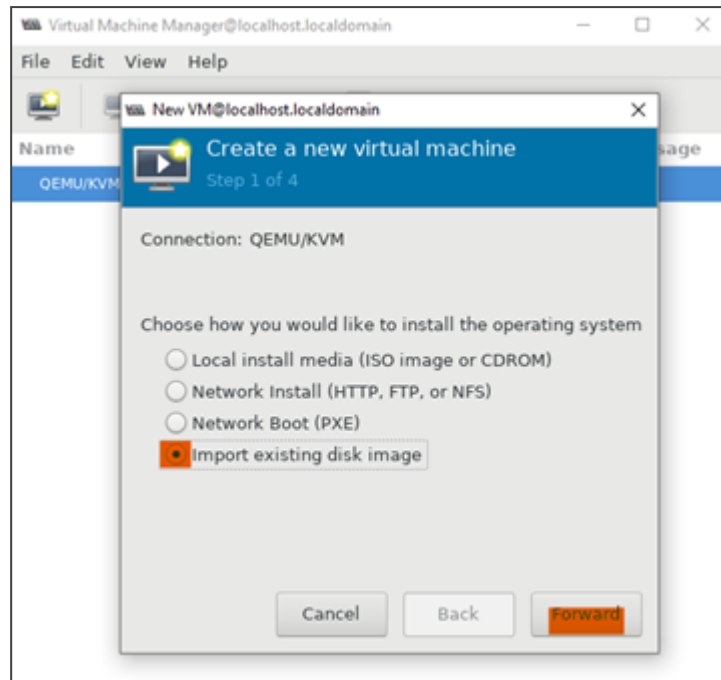 Virtual Machine Manager@localhost.localdomain
File Edit View Help
New VM@localhost.localdomain
Create a new virtual machine
Step 1 of 4
Name
sage
QEMU/KVM
Connection: QEMU/KVM
Choose how you would like to install the operating system
Local install media (ISO image or CDROM)
Network Install (HTTP, FTP, or NFS)
Network Boot (PXE)
Import existing disk image
Cancel Back Forward